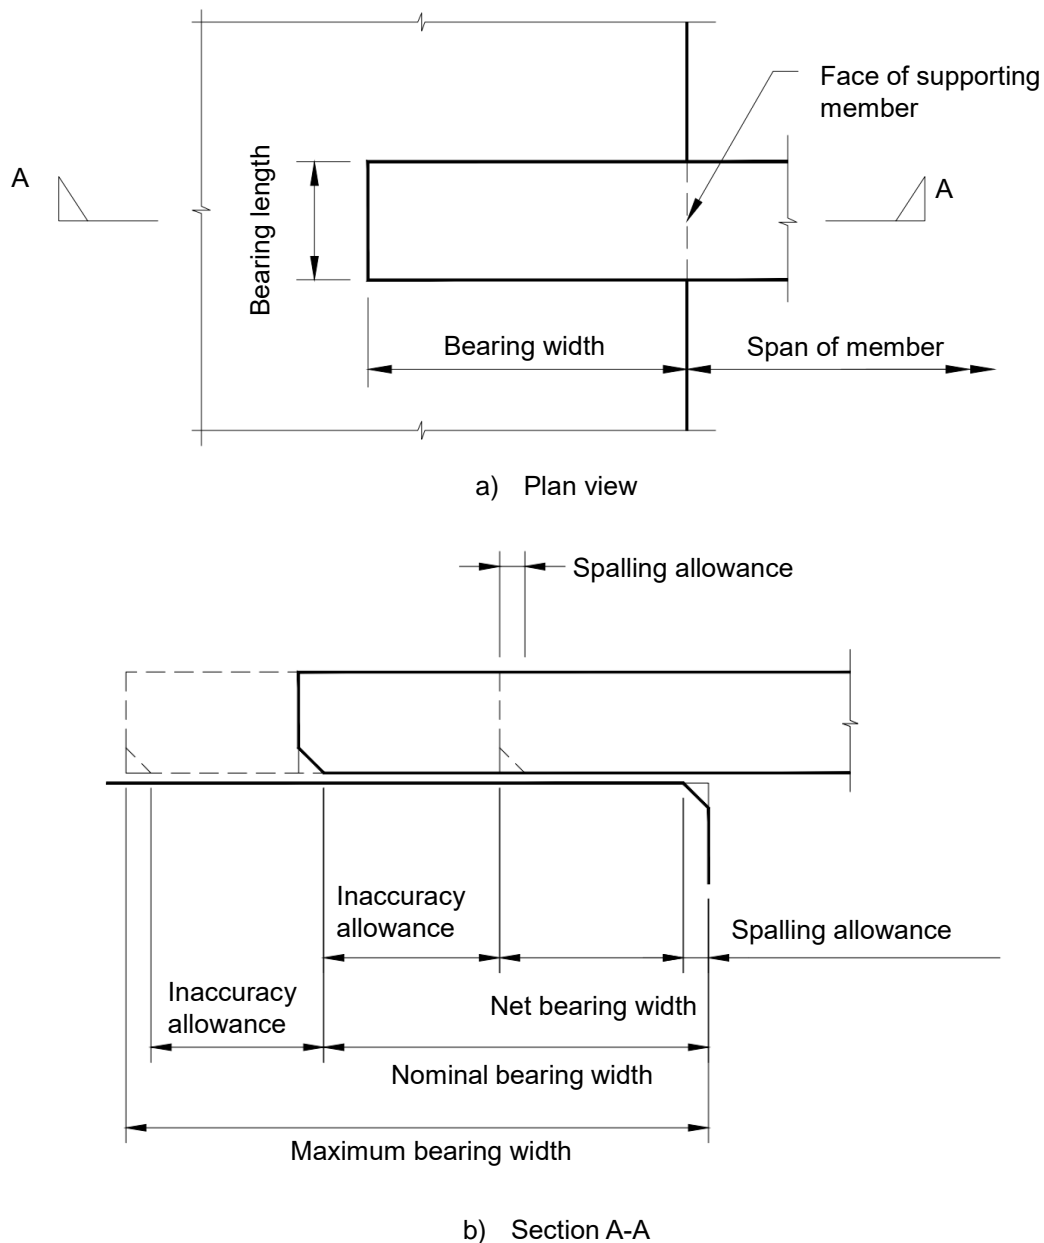 Face of supporting
member
A
A
Bearing length
Bearing width
Span of member
a) Plan view
Spalling allowance
Inaccuracy
allowance
Spalling allowance
Inaccuracy
allowance
Net bearing width
Nominal bearing width
Maximum bearing width
b) Section A-A